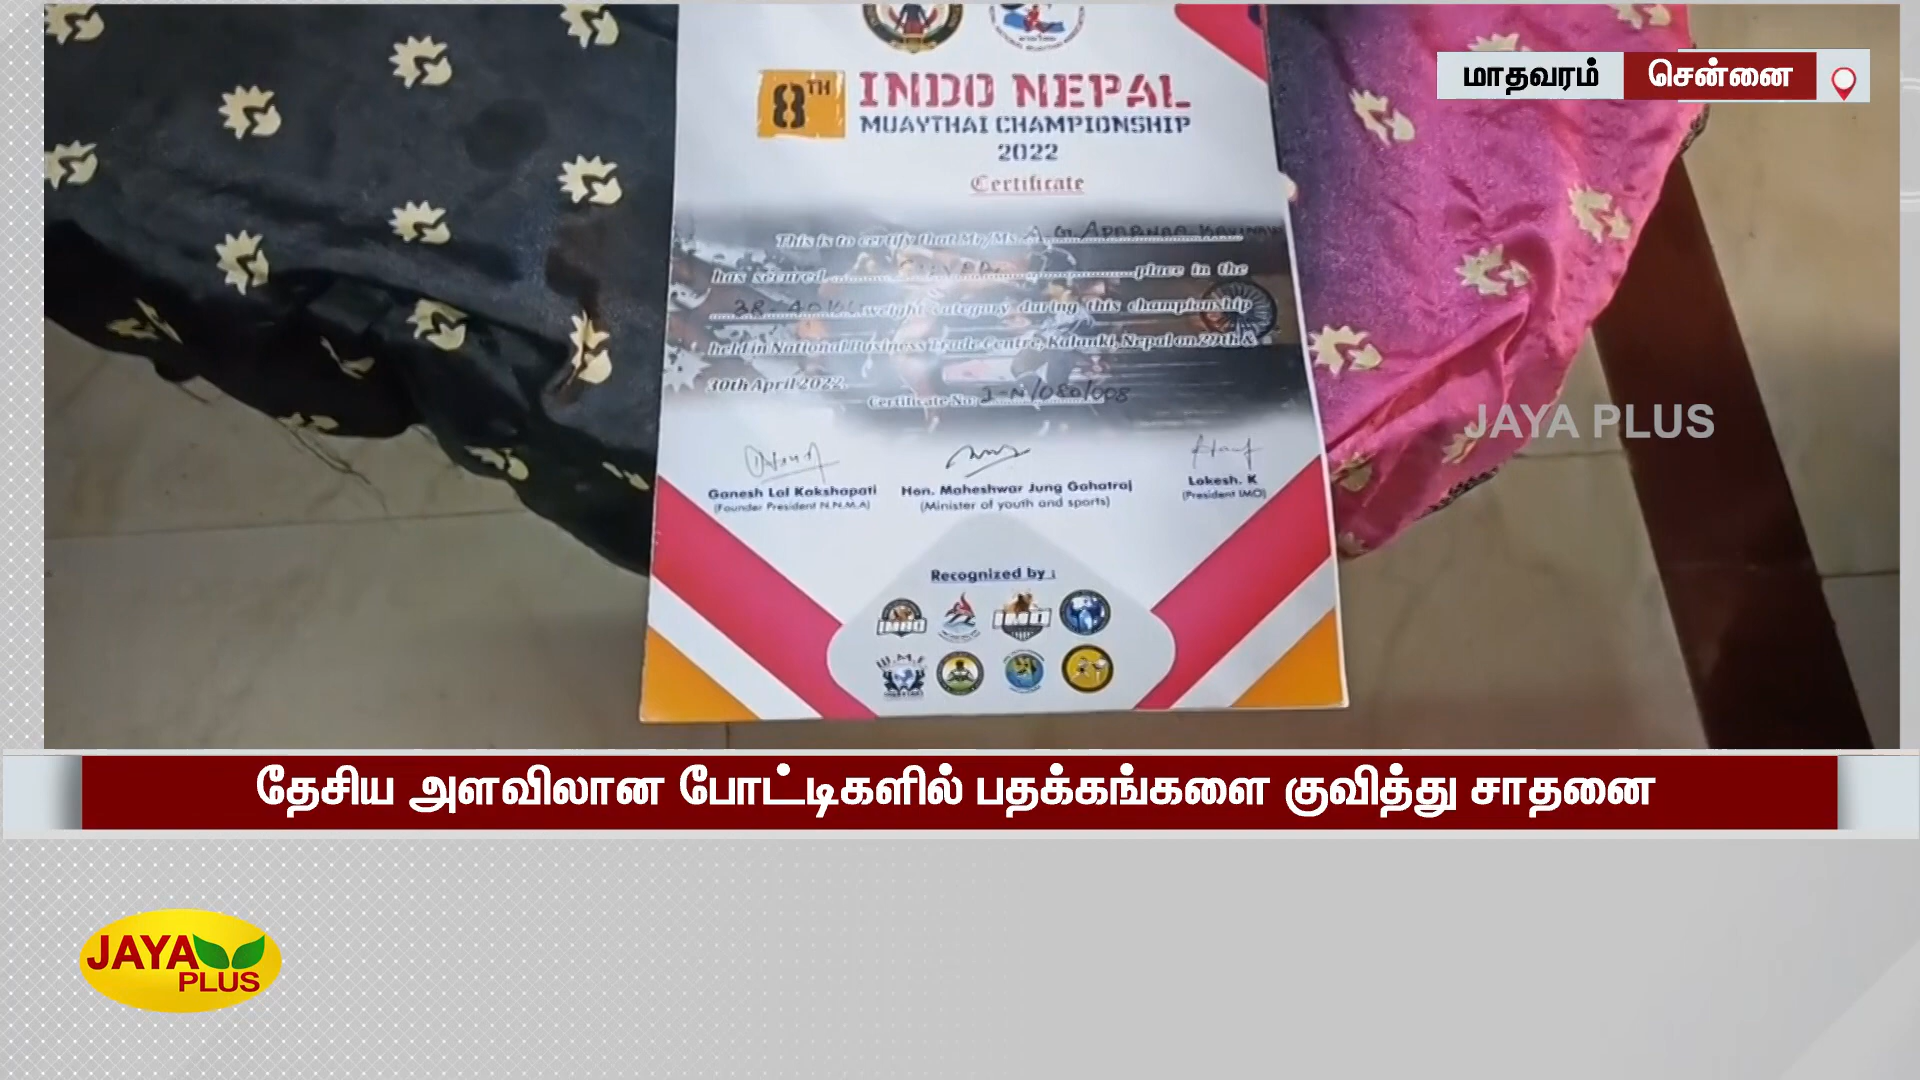 மாதவரம் சென்னை
8TH INDO NEPAL
MUAYTHAI CHAMPIONSHIP
2022
Certificate
This is to certify that Mr/Ms. A. G.
has secured place in the
weight category during this championship
held in National Business Trade Centre, Kalanki, Nepal on 29th &
30th April 2022.
Certificate No:
JAYA PLUS
Ganesh Lal Kakshapati Hon. Maheshwar Jung Gahatraj Lokesh. K
(Founder President N.N.M.A) (Minister of youth and sports) (President IMO)
Recognized by :
IMO
W.M.F.
தேசிய அளவிலான போட்டிகளில் பதக்கங்களை குவித்து சாதனை
JAYA
PLUS